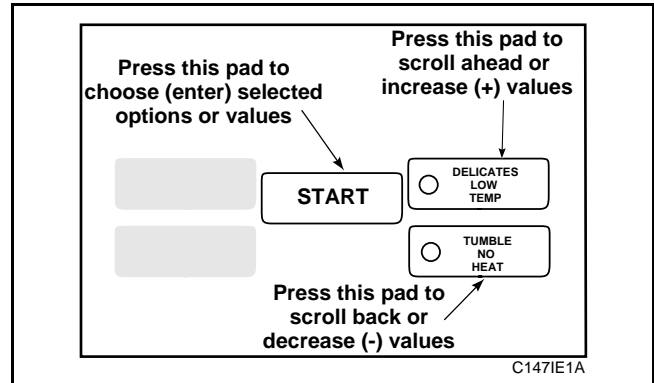 Press this pad to
choose (enter) selected
options or values
Press this pad to
scroll ahead or
increase (+) values
START
DELICATES
LOW
TEMP
TUMBLE
NO
HEAT
Press this pad to
scroll back or
decrease (-) values
C147IE1A